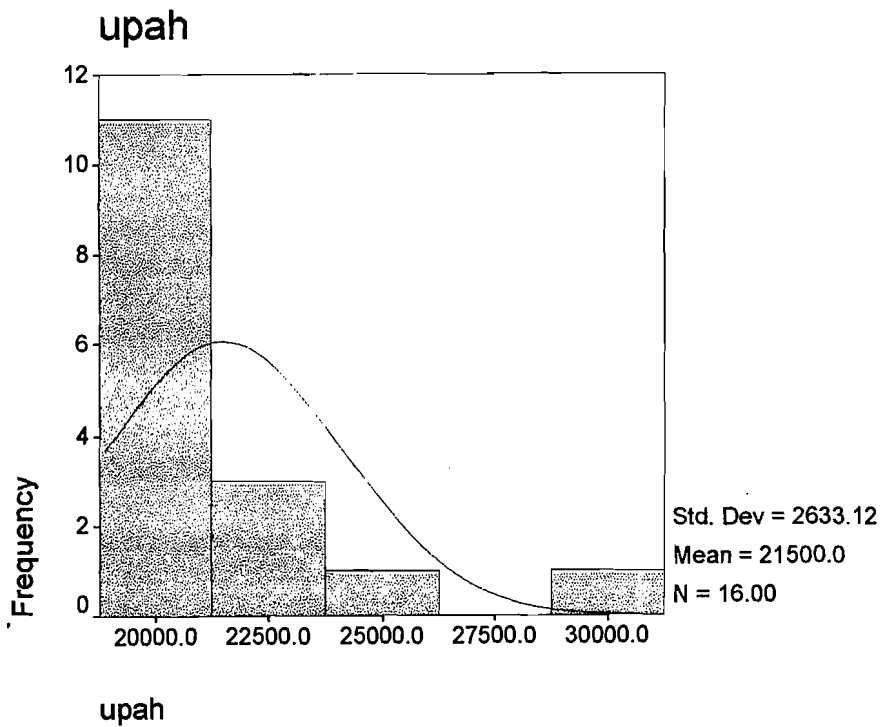 upah
12
10
8
6
4
2
0
Frequency
20000.0 22500.0 25000.0 27500.0 30000.0
upah
Std. Dev = 2633.12
Mean = 21500.0
N = 16.00